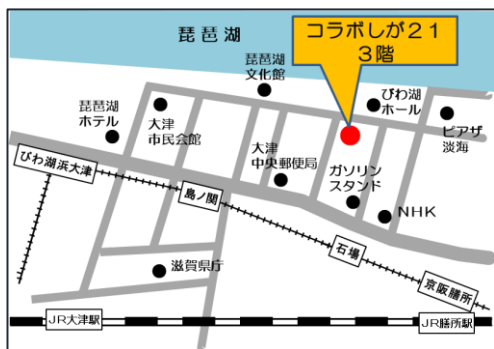 琵琶湖
コラボしが２１
３階
琵琶湖
文化館
びわ湖
ホール
琵琶湖
ホテル
大津
市民会館
ピアザ
淡海
大津
中央郵便局
ガソリン
スタンド
びわ湖浜大津
島ノ関
NHK
石場
滋賀県庁
京阪膳所
JR大津駅
JR膳所駅